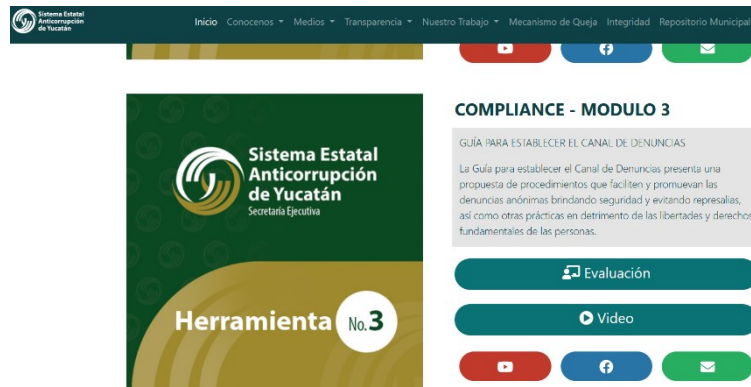 Sistema Estatal
Anticorrupción
de Yucatán
Inicio Conocenos Medios Transparencia Nuestro Trabajo Mecanismo de Queja Integridad Repositorio Municipal
Sistema Estatal
Anticorrupción
de Yucatán
Secretaría Ejecutiva
Herramienta No. 3
COMPLIANCE - MODULO 3
GUÍA PARA ESTABLECER EL CANAL DE DENUNCIAS
La Guía para establecer el Canal de Denuncias presenta una
propuesta de procedimientos que faciliten y promuevan las
denuncias anónimas brindando seguridad y evitando represalias,
así como otras prácticas en detrimento de las libertades y derechos
fundamentales de las personas.
Evaluación
Video